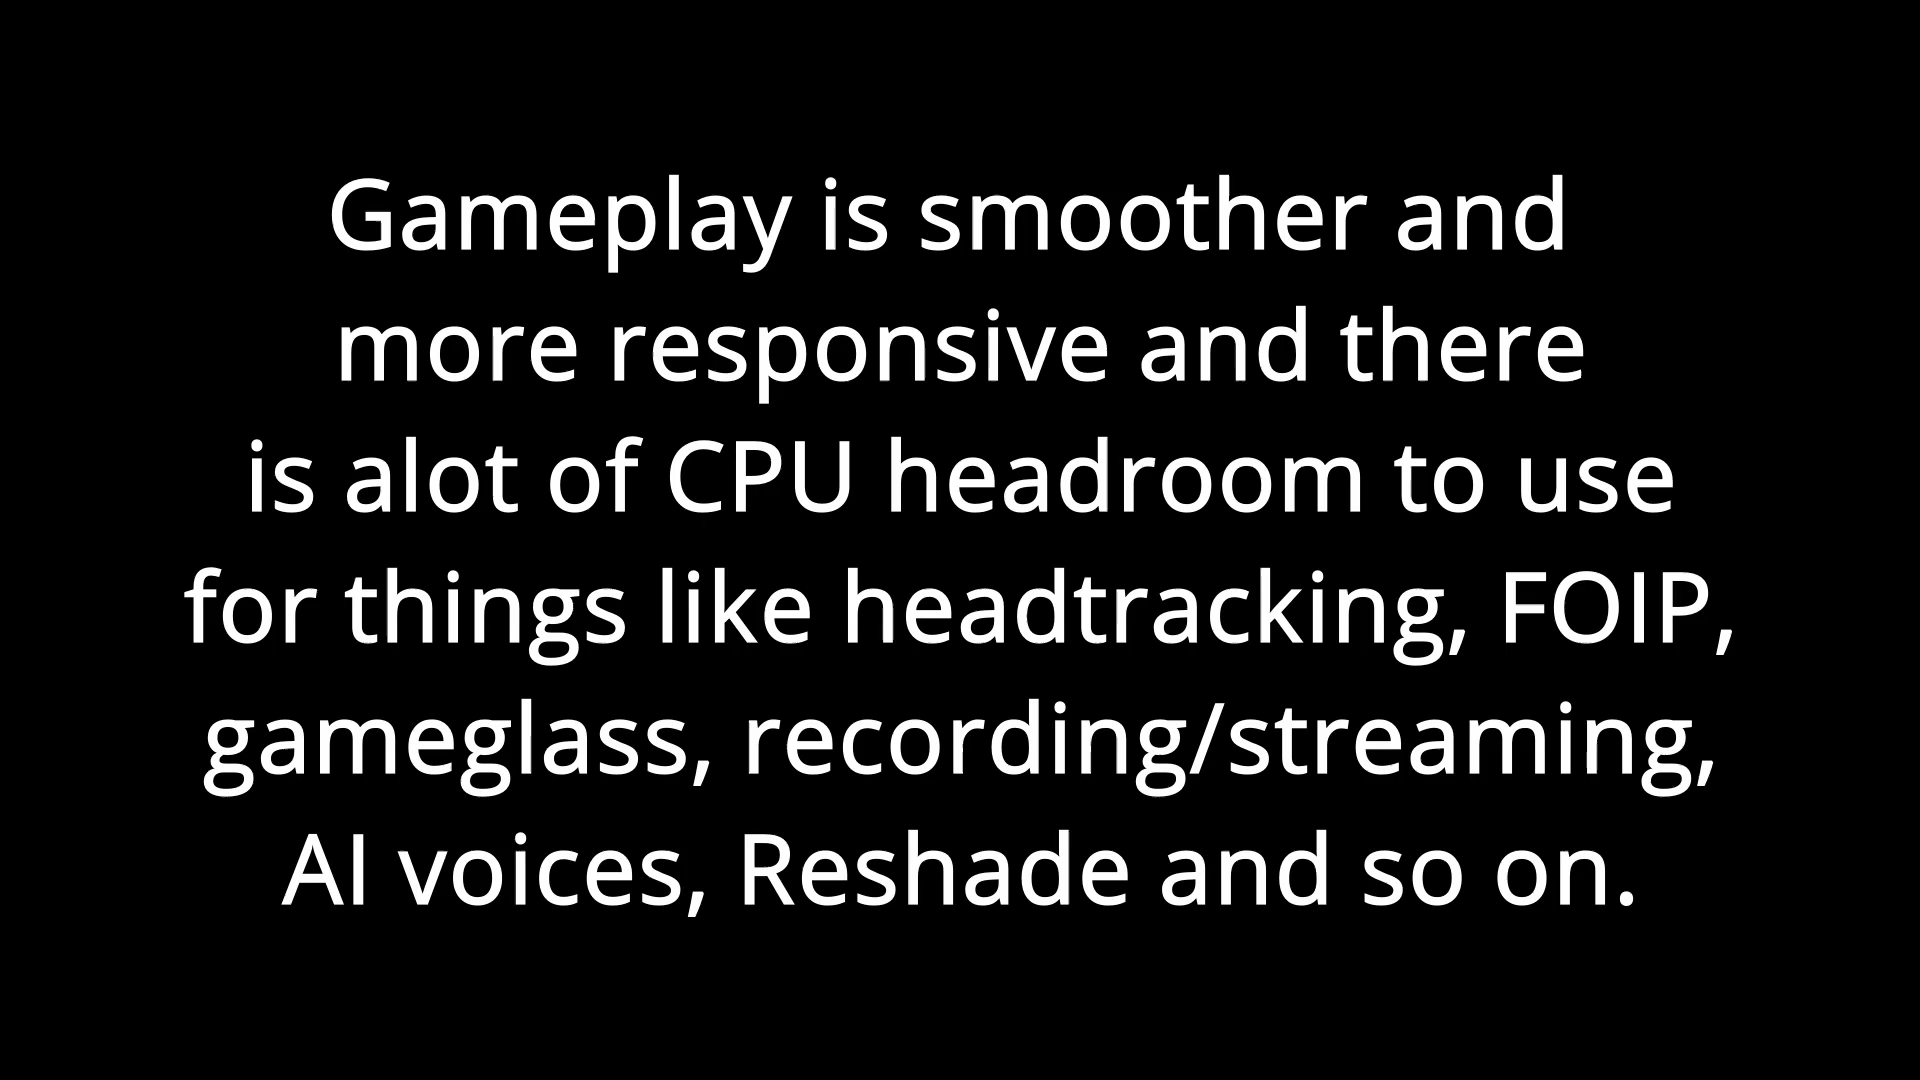 Gameplay is smoother and
more responsive and there
is alot of CPU headroom to use
for things like headtracking, FOIP,
gameglass, recording/streaming,
AI voices, Reshade and so on.